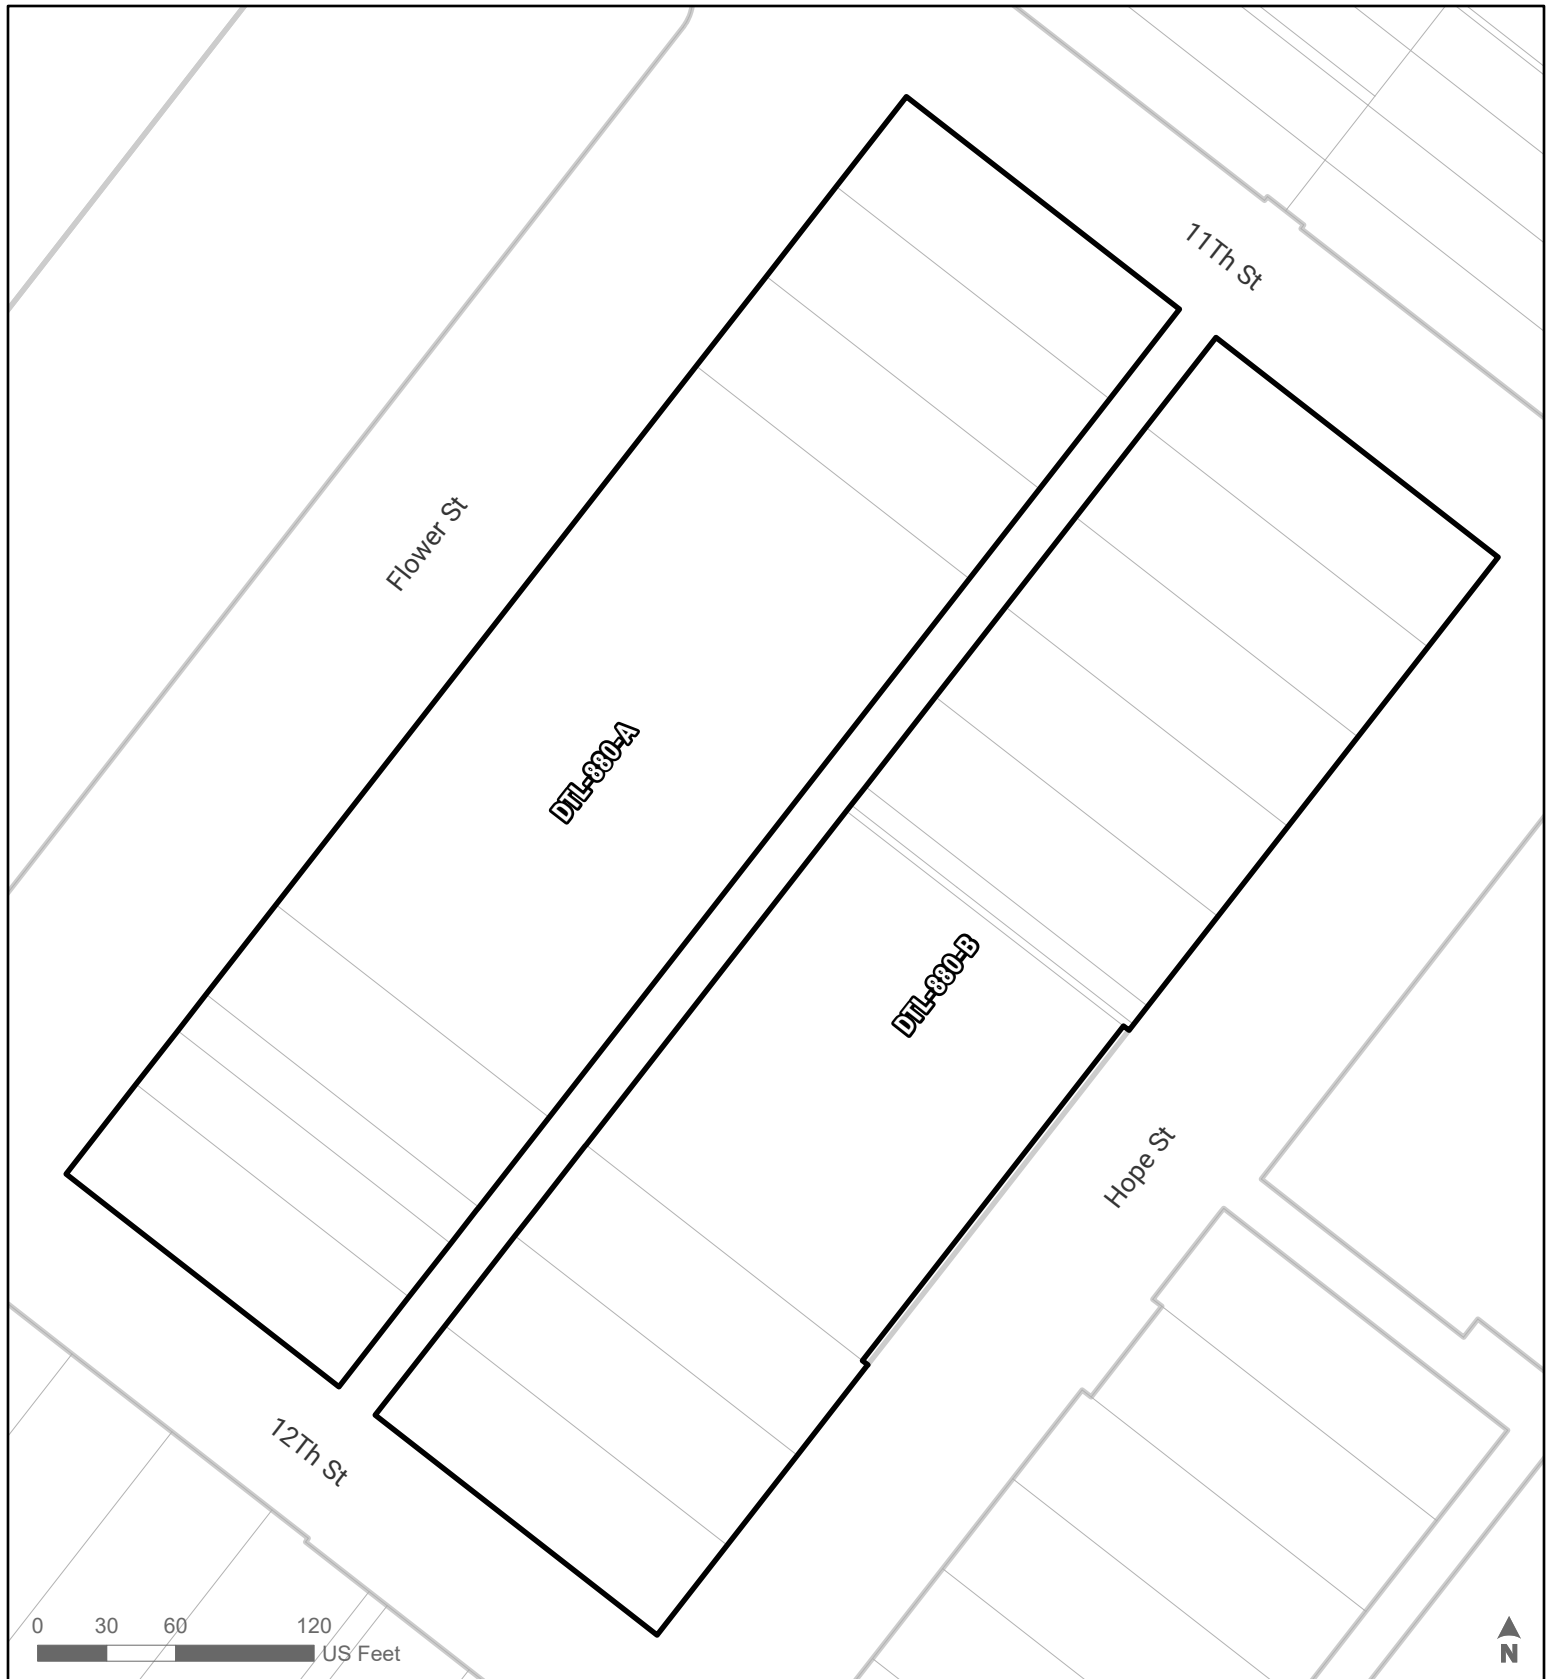 11Th St
Flower St
DTL-880-A
DTL-880-B
Hope St
12Th St
0 30 60 120
US Feet
N